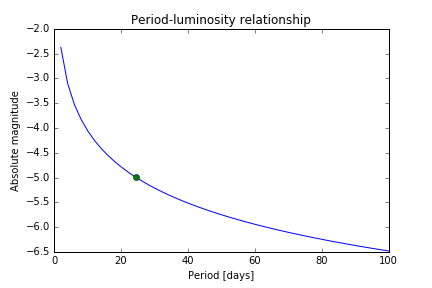 Period-luminosity relationship
−2.0
−2.5
−3.0
−3.5
−4.0
−4.5
−5.0
−5.5
−6.0
−6.5
Absolute magnitude
0 20 40 60 80 100
Period [days]